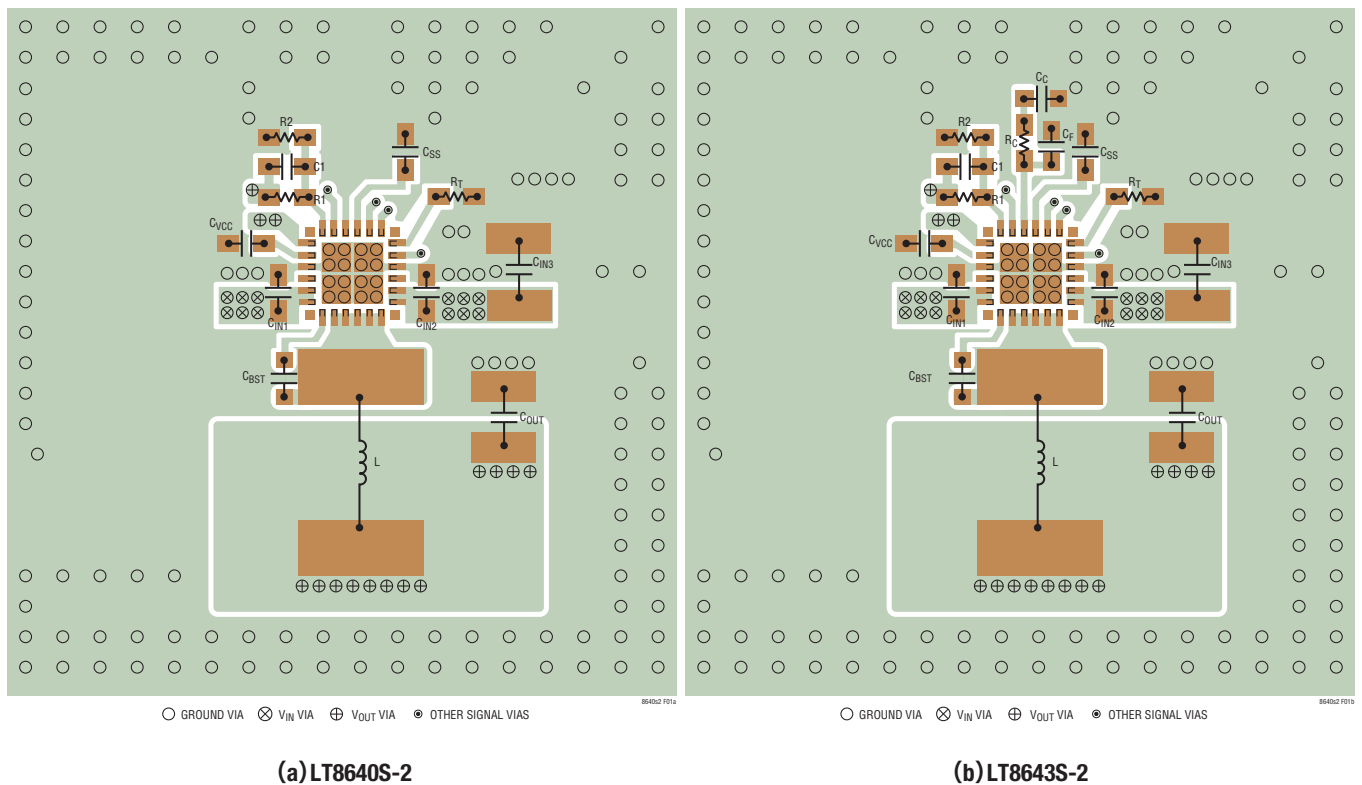 R2
C1
R1
CSS
RT
CVCC
CIN3
CIN1
CIN2
CBST
COUT
L
8640s2 F01a
GROUND VIA VIN VIA VOUT VIA OTHER SIGNAL VIAS
(a) LT8640S-2
CC
R2
RC
CF
CSS
C1
R1
RT
CVCC
CIN3
CIN1
CIN2
CBST
COUT
L
8640s2 F01b
GROUND VIA VIN VIA VOUT VIA OTHER SIGNAL VIAS
(b) LT8643S-2